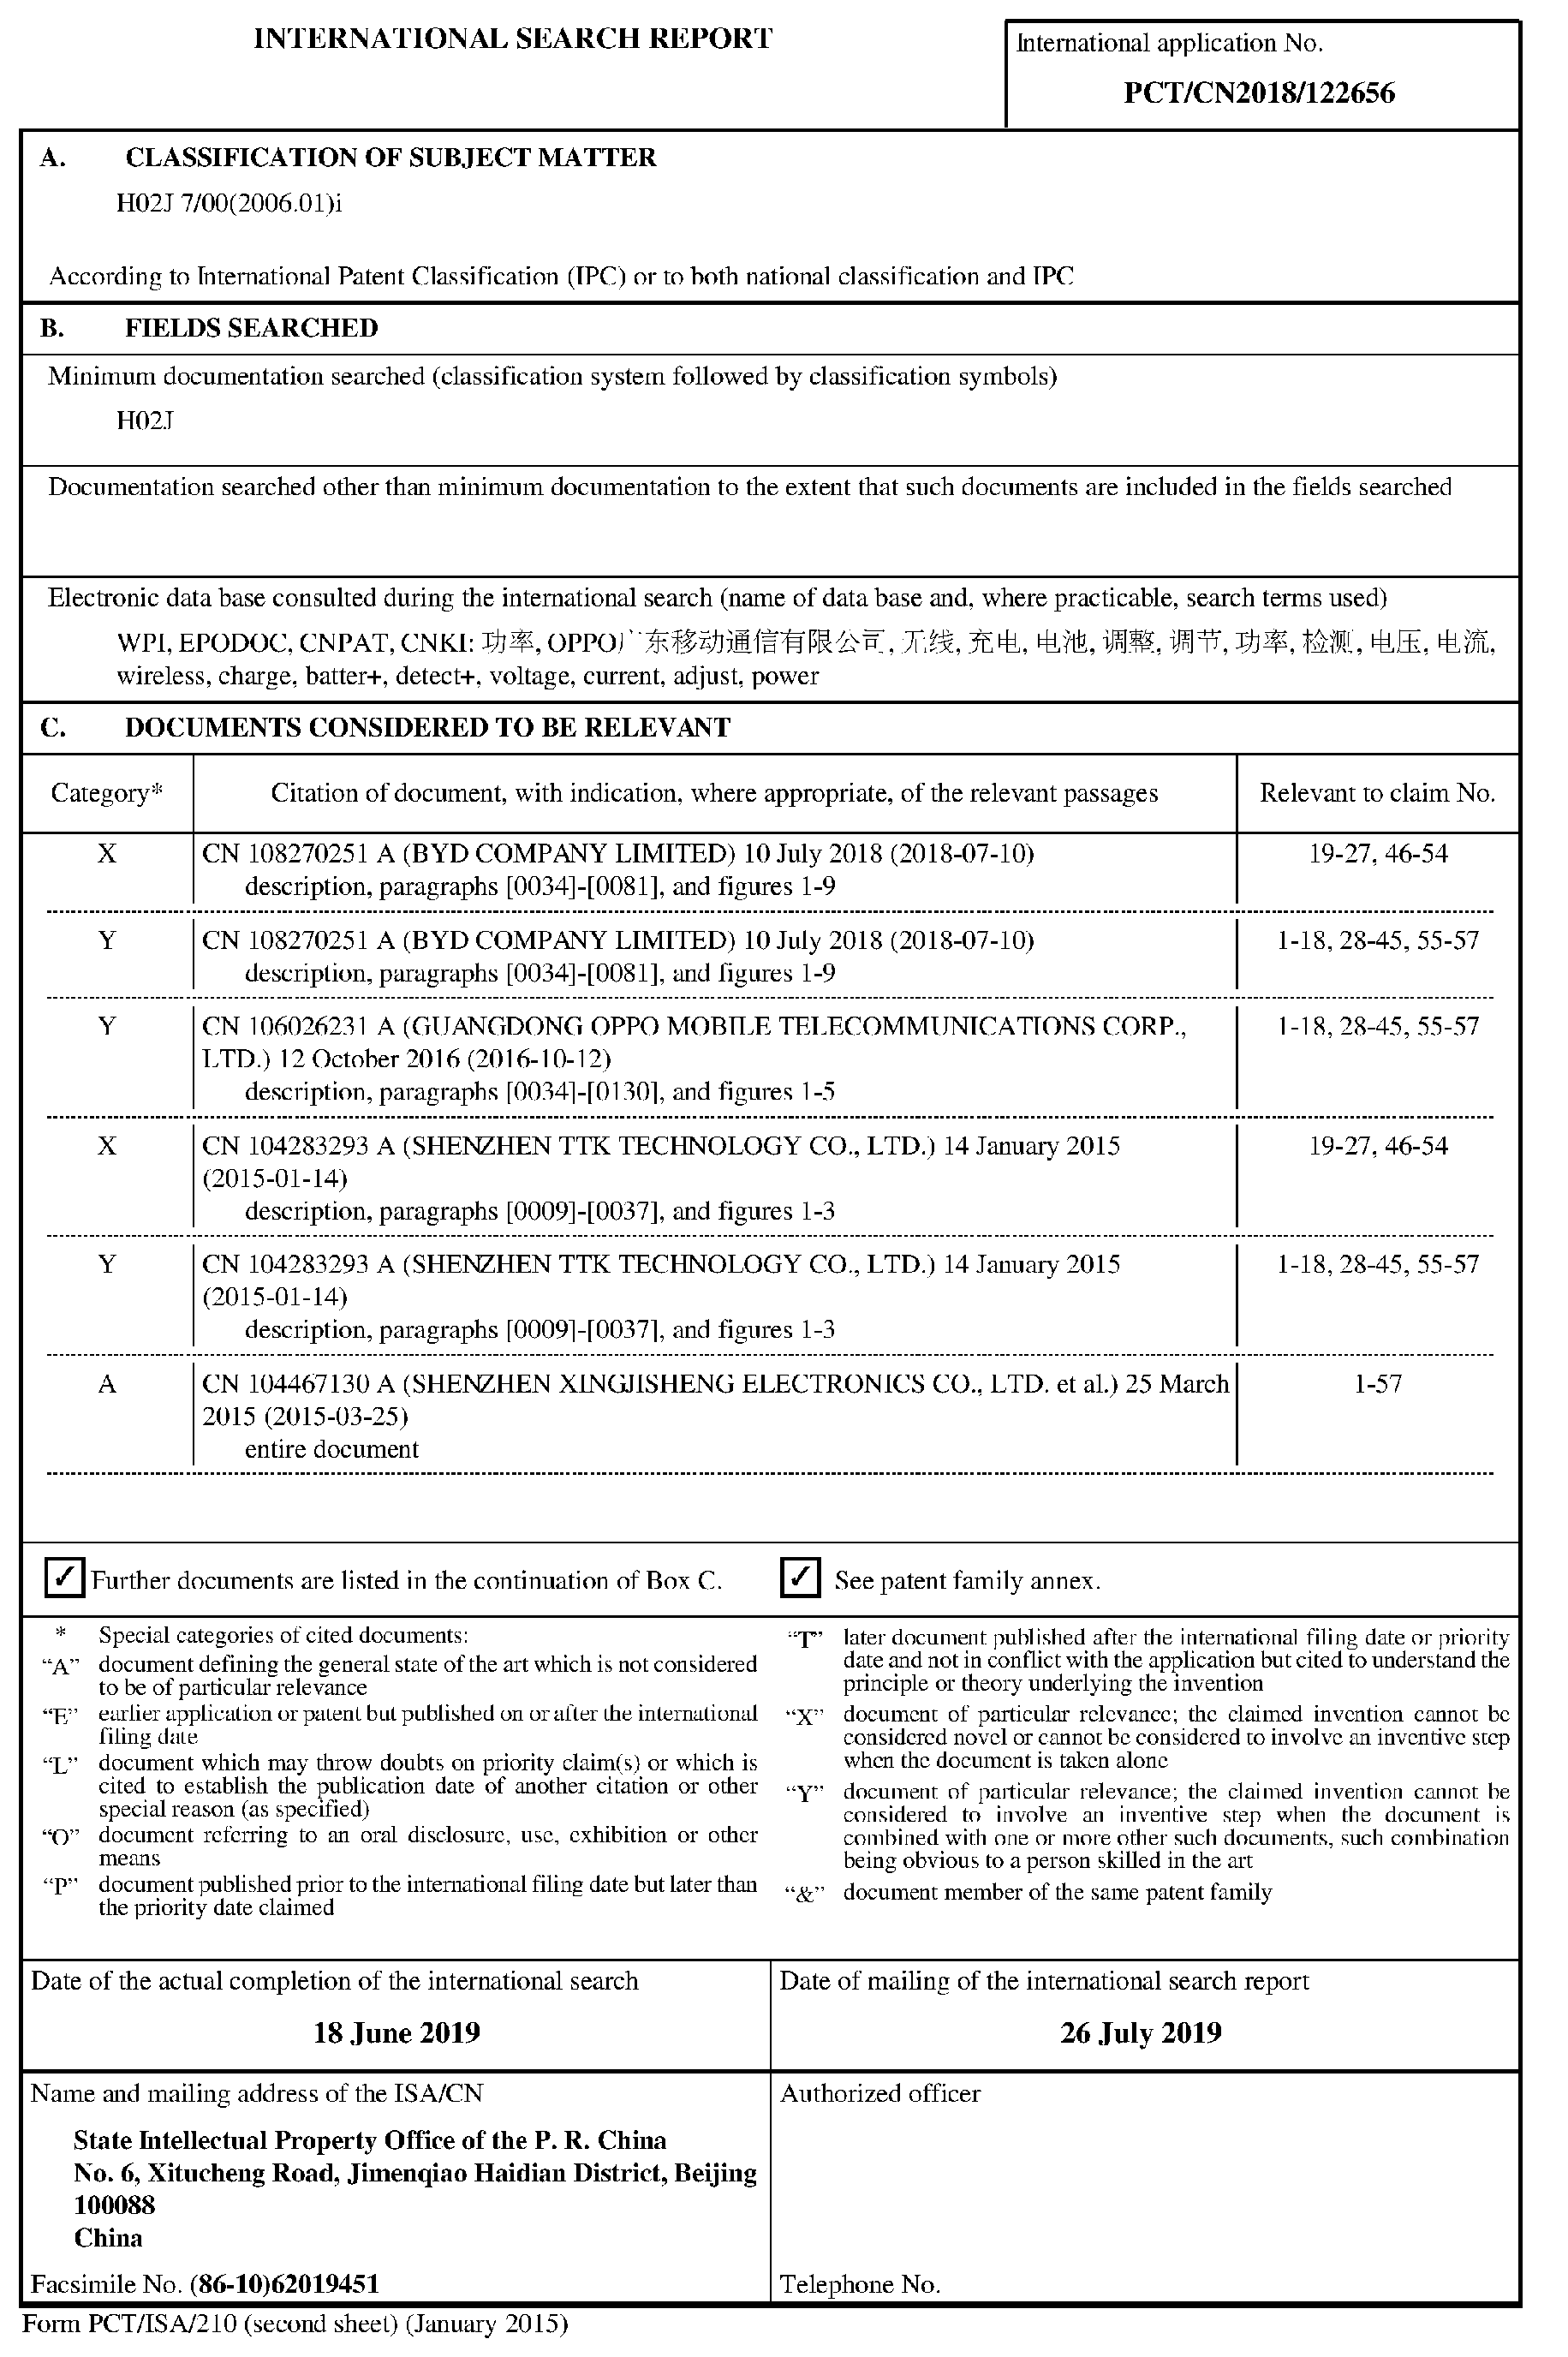 INTERNATIONAL SEARCH REPORT
International application No.
PCT/CN2018/122656
A. CLASSIFICATION OF SUBJECT MATTER
H02J 7/00(2006.01)i
According to International Patent Classification (IPC) or to both national classification and IPC
B. FIELDS SEARCHED
Minimum documentation searched (classification system followed by classification symbols)
H02J
Documentation searched other than minimum documentation to the extent that such documents are included in the fields searched
Electronic data base consulted during the international search (name of data base and, where practicable, search terms used)
WPI, EPODOC, CNPAT, CNKI: 功率, OPPO广东移动通信有限公司, 无线, 充电, 电池, 调整, 调节, 功率, 检测, 电压, 电流,
wireless, charge, batter+, detect+, voltage, current, adjust, power
C. DOCUMENTS CONSIDERED TO BE RELEVANT
Category* Citation of document, with indication, where appropriate, of the relevant passages Relevant to claim No.
X CN 108270251 A (BYD COMPANY LIMITED) 10 July 2018 (2018-07-10) 19-27, 46-54
description, paragraphs [0034]-[0081], and figures 1-9
Y CN 108270251 A (BYD COMPANY LIMITED) 10 July 2018 (2018-07-10) 1-18, 28-45, 55-57
description, paragraphs [0034]-[0081], and figures 1-9
Y CN 106026231 A (GUANGDONG OPPO MOBILE TELECOMMUNICATIONS CORP., 1-18, 28-45, 55-57
LTD.) 12 October 2016 (2016-10-12)
description, paragraphs [0034]-[0130], and figures 1-5
X CN 104283293 A (SHENZHEN TTK TECHNOLOGY CO., LTD.) 14 January 2015 19-27, 46-54
(2015-01-14)
description, paragraphs [0009]-[0037], and figures 1-3
Y CN 104283293 A (SHENZHEN TTK TECHNOLOGY CO., LTD.) 14 January 2015 1-18, 28-45, 55-57
(2015-01-14)
description, paragraphs [0009]-[0037], and figures 1-3
A CN 104467130 A (SHENZHEN XINGJISHENG ELECTRONICS CO., LTD. et al.) 25 March 1-57
2015 (2015-03-25)
entire document
✓ Further documents are listed in the continuation of Box C. ✓ See patent family annex.
* Special categories of cited documents:
“A” document defining the general state of the art which is not considered
to be of particular relevance
“E” earlier application or patent but published on or after the international
filing date
“L” document which may throw doubts on priority claim(s) or which is
cited to establish the publication date of another citation or other
special reason (as specified)
“O” document referring to an oral disclosure, use, exhibition or other
means
“P” document published prior to the international filing date but later than
the priority date claimed
“T” later document published after the international filing date or priority
date and not in conflict with the application but cited to understand the
principle or theory underlying the invention
“X” document of particular relevance; the claimed invention cannot be
considered novel or cannot be considered to involve an inventive step
when the document is taken alone
“Y” document of particular relevance; the claimed invention cannot be
considered to involve an inventive step when the document is
combined with one or more other such documents, such combination
being obvious to a person skilled in the art
“&” document member of the same patent family
Date of the actual completion of the international search
18 June 2019
Date of mailing of the international search report
26 July 2019
Name and mailing address of the ISA/CN
State Intellectual Property Office of the P. R. China
No. 6, Xitucheng Road, Jimenqiao Haidian District, Beijing
100088
China
Facsimile No. (86-10)62019451
Authorized officer
Telephone No.
Form PCT/ISA/210 (second sheet) (January 2015)